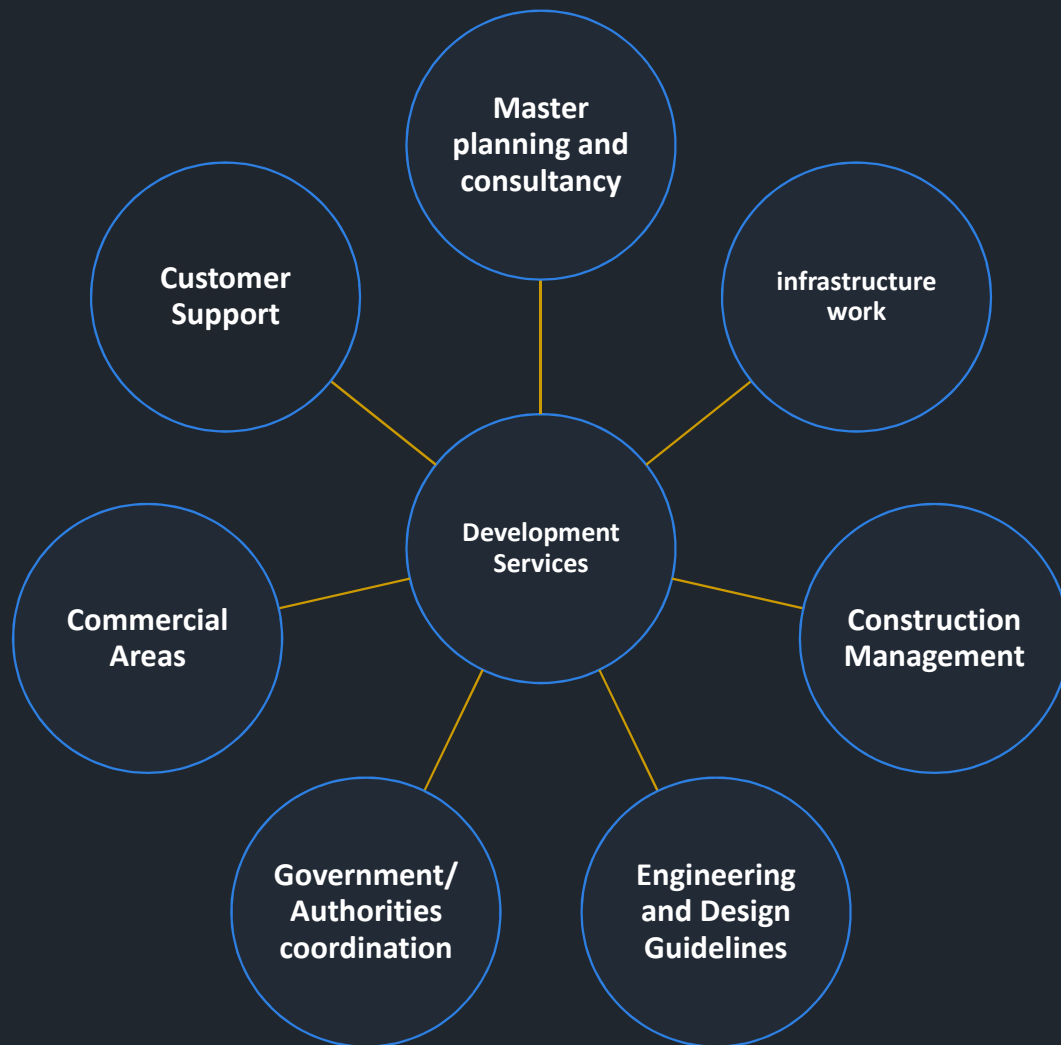 Master
planning and
consultancy
Customer
Support
infrastructure
work
Development
Services
Commercial
Areas
Construction
Management
Government/
Authorities
coordination
Engineering
and Design
Guidelines